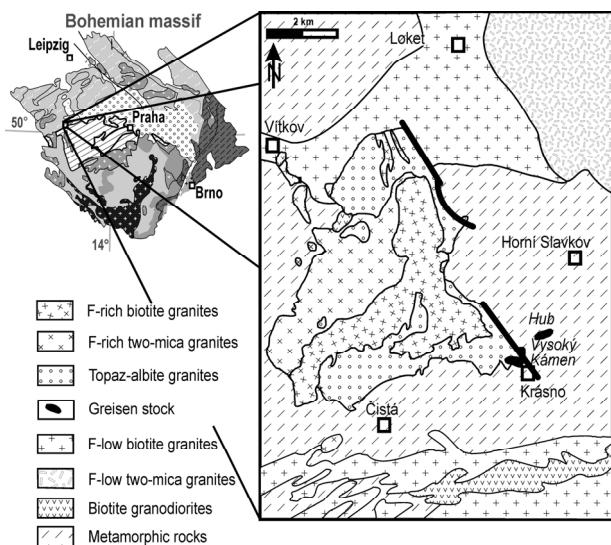 Bohemian massif
Leipzig
50°
Praha
Brno
14°
2 km
N
Loket
Vítkov
Horní Slavkov
Hub
Vysoký
Kámen
Krásno
Čistá
F-rich biotite granites
F-rich two-mica granites
Topaz-albite granites
Greisen stock
F-low biotite granites
F-low two-mica granites
Biotite granodiorites
Metamorphic rocks